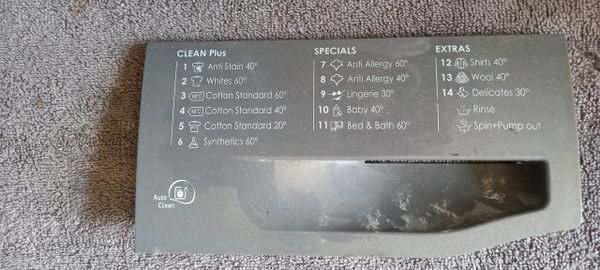 CLEAN Plus
1 Anti Stain 40°
2 Whites 60°
3 Cotton Standard 60°
4 Cotton Standard 40°
5 Cotton Standard 20°
6 Synthetics 60°
SPECIALS
7 Anti Allergy 60°
8 Anti Allergy 40°
9 Lingerie 30°
10 Baby 40°
11 Bed & Bath 60°
EXTRAS
12 Shirts 40°
13 Wool 40°
14 Delicates 30°
Rinse
Spin+Pump out
Auto
Clean